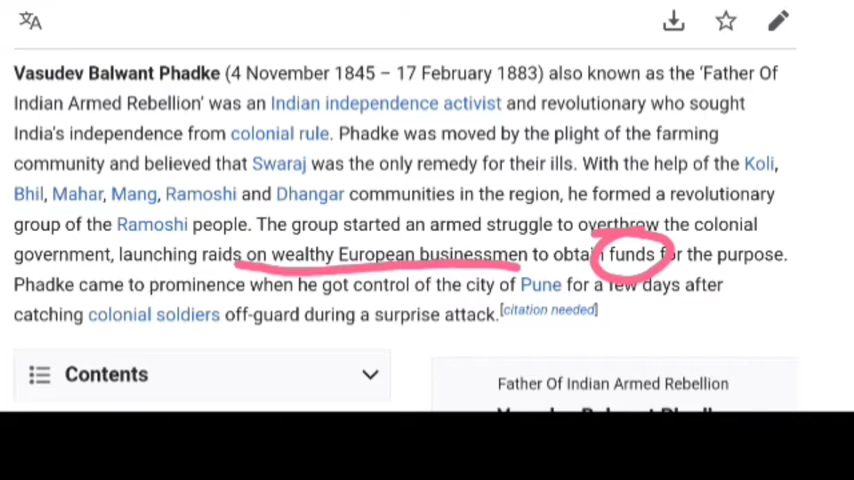 Vasudev Balwant Phadke (4 November 1845 – 17 February 1883) also known as the ‘Father Of
Indian Armed Rebellion’ was an Indian independence activist and revolutionary who sought
India's independence from colonial rule. Phadke was moved by the plight of the farming
community and believed that Swaraj was the only remedy for their ills. With the help of the Koli,
Bhil, Mahar, Mang, Ramoshi and Dhangar communities in the region, he formed a revolutionary
group of the Ramoshi people. The group started an armed struggle to overthrow the colonial
government, launching raids on wealthy European businessmen to obtain funds for the purpose.
Phadke came to prominence when he got control of the city of Pune for a few days after
catching colonial soldiers off-guard during a surprise attack.[citation needed]
Contents
Father Of Indian Armed Rebellion